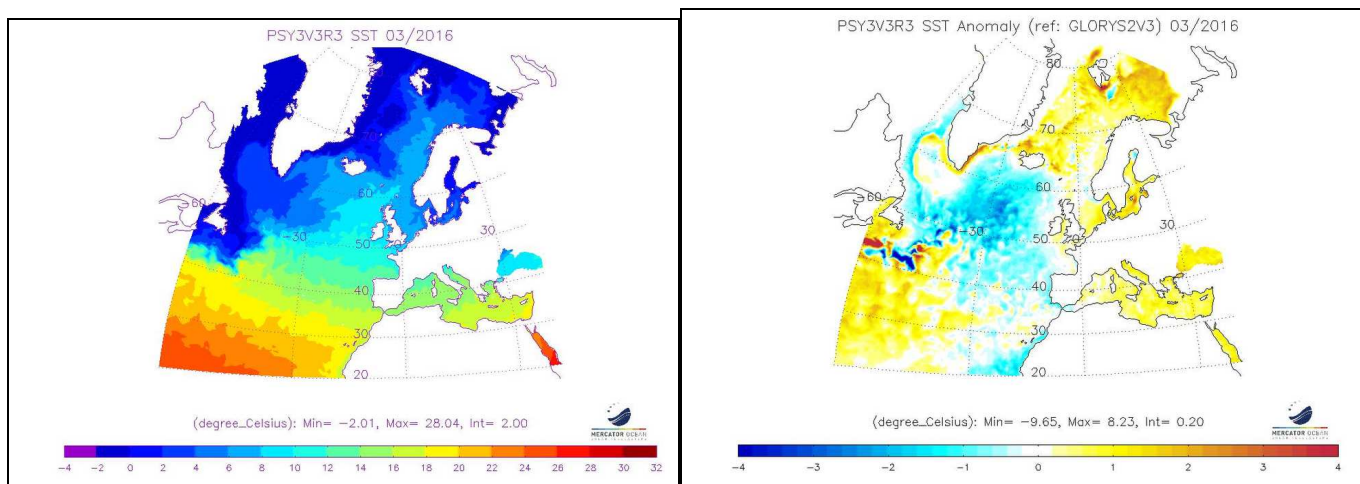 PSY3V3R3 SST 03/2016
70
60
-60
-30
50
30
40
30
20
(degree_Celsius): Min= -2.01, Max= 28.04, Int= 2.00
MERCATOR OCEAN
-4 -2 0 2 4 6 8 10 12 14 16 18 20 22 24 26 28 30 32
PSY3V3R3 SST Anomaly (ref: GLORYS2V3) 03/2016
80
70
60
-60
-30
50
30
40
30
20
(degree_Celsius): Min= -9.65, Max= 8.23, Int= 0.20
MERCATOR OCEAN
-4 -3 -2 -1 0 1 2 3 4